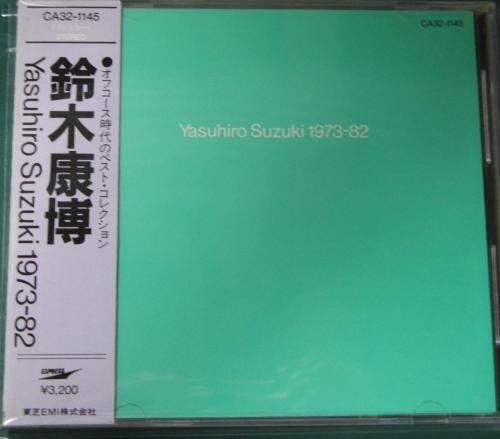 CA32-1145
STEREO
●オフコース時代のベスト・コレクション
鈴木康博
Yasuhiro Suzuki 1973-82
EXPRESS
¥3,200
東芝EMI株式会社
CA32-1145
Yasuhiro Suzuki 1973-82